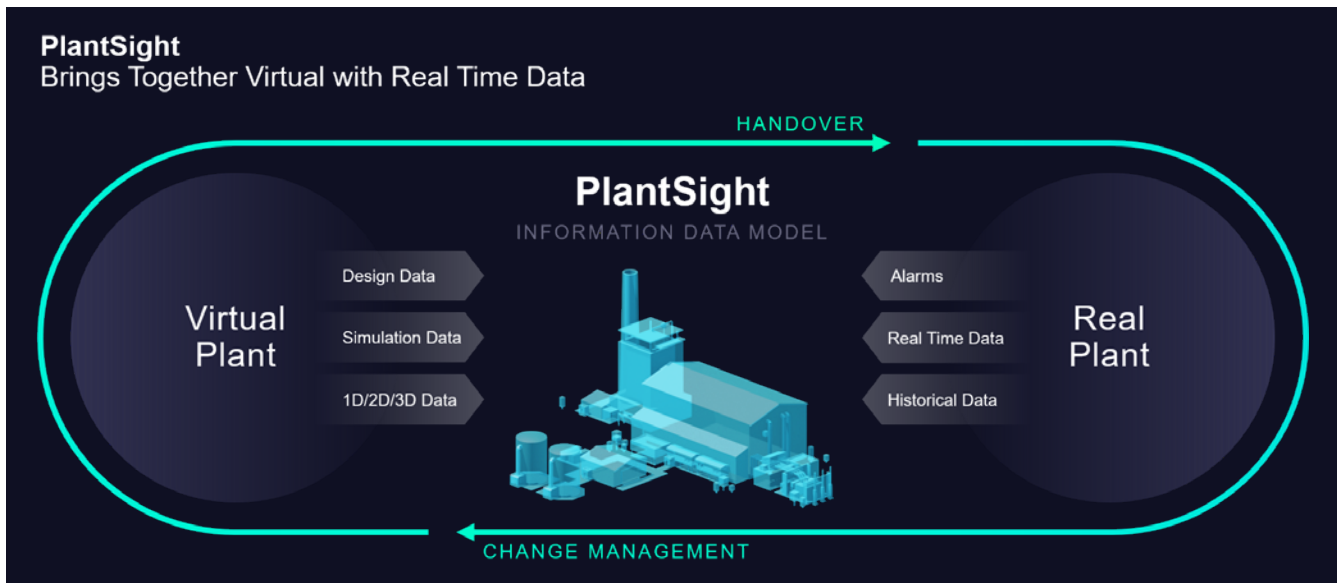 PlantSight
Brings Together Virtual with Real Time Data
HANDOVER
PlantSight
INFORMATION DATA MODEL
Virtual
Plant
Design Data
Simulation Data
1D/2D/3D Data
Alarms
Real Time Data
Historical Data
Real
Plant
CHANGE MANAGEMENT